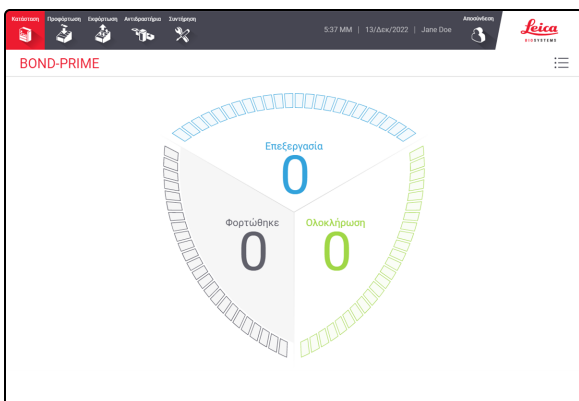 Κατάσταση Προφόρτωση Εκφόρτωση Αντιδραστήριο Συντήρηση
5:37 ΜΜ | 13/Δεκ/2022 | Jane Doe
Αποσύνδεση
Leica
BIOSYSTEMS
BOND-PRIME
Επεξεργασία
0
Φορτώθηκε Ολοκλήρωση
0 0